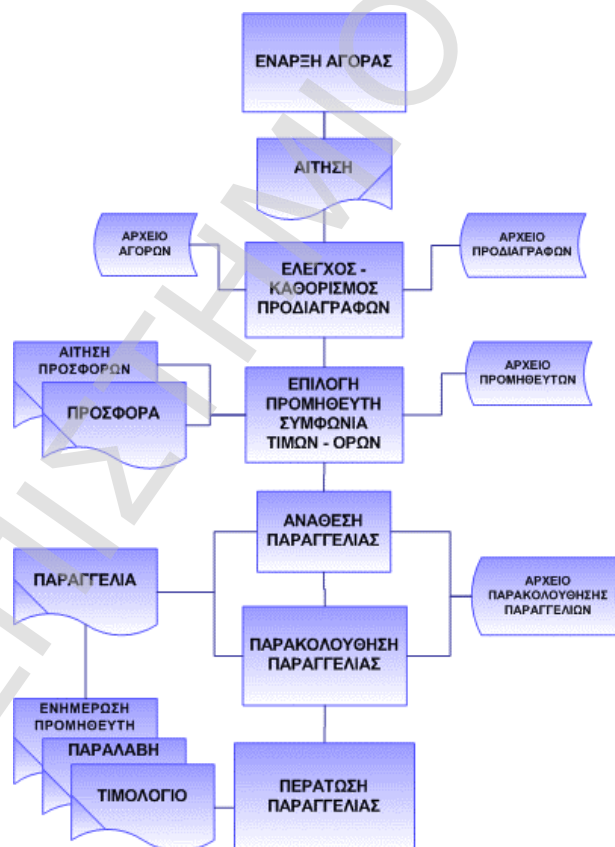 ΕΝΑΡΞΗ ΑΓΟΡΑΣ
ΑΙΤΗΣΗ
ΑΡΧΕΙΟ
ΑΓΟΡΩΝ
ΕΛΕΓΧΟΣ -
ΚΑΘΟΡΙΣΜΟΣ
ΠΡΟΔΙΑΓΡΑΦΩΝ
ΑΡΧΕΙΟ
ΠΡΟΔΙΑΓΡΑΦΩΝ
ΑΙΤΗΣΗ
ΠΡΟΣΦΟΡΩΝ
ΠΡΟΣΦΟΡΑ
ΕΠΙΛΟΓΗ
ΠΡΟΜΗΘΕΥΤΗ
ΣΥΜΦΩΝΙΑ
ΤΙΜΩΝ - ΟΡΩΝ
ΑΡΧΕΙΟ
ΠΡΟΜΗΘΕΥΤΩΝ
ΑΝΑΘΕΣΗ
ΠΑΡΑΓΓΕΛΙΑΣ
ΠΑΡΑΓΓΕΛΙΑ
ΑΡΧΕΙΟ
ΠΑΡΑΚΟΛΟΥΘΗΣΗΣ
ΠΑΡΑΓΓΕΛΙΩΝ
ΠΑΡΑΚΟΛΟΥΘΗΣΗ
ΠΑΡΑΓΓΕΛΙΑΣ
ΕΝΗΜΕΡΩΣΗ
ΠΡΟΜΗΘΕΥΤΗ
ΠΑΡΑΛΑΒΗ
ΤΙΜΟΛΟΓΙΟ
ΠΕΡΑΤΩΣΗ
ΠΑΡΑΓΓΕΛΙΑΣ